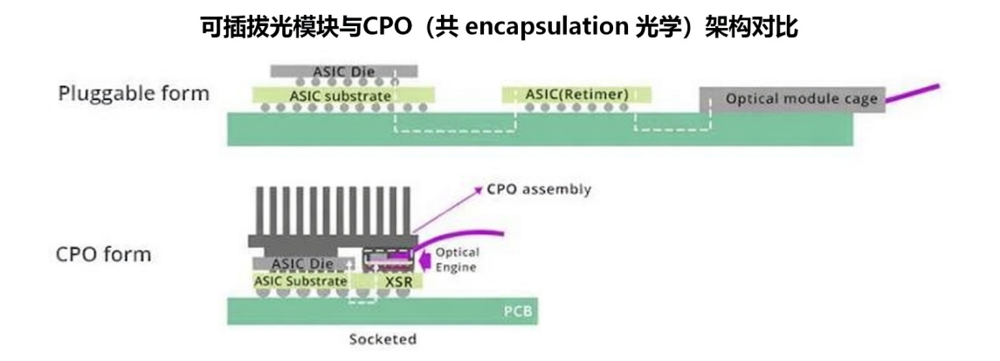 可插拔光模块与CPO（共 encapsulation 光学）架构对比
ASIC Die
Pluggable form
ASIC substrate
ASIC(Retimer)
Optical module cage
CPO assembly
CPO form
Optical
Engine
ASIC Die
ASIC Substrate
XSR
PCB
Socketed